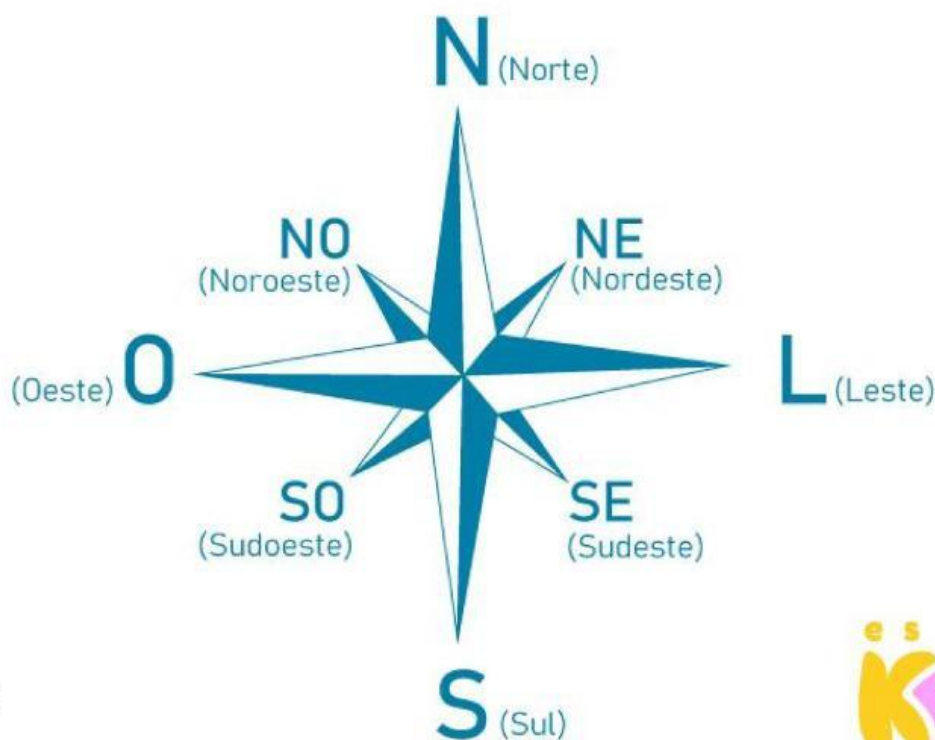 N (Norte)
NO
(Noroeste)
NE
(Nordeste)
(Oeste) O
L (Leste)
SO
(Sudoeste)
SE
(Sudeste)
S (Sul)